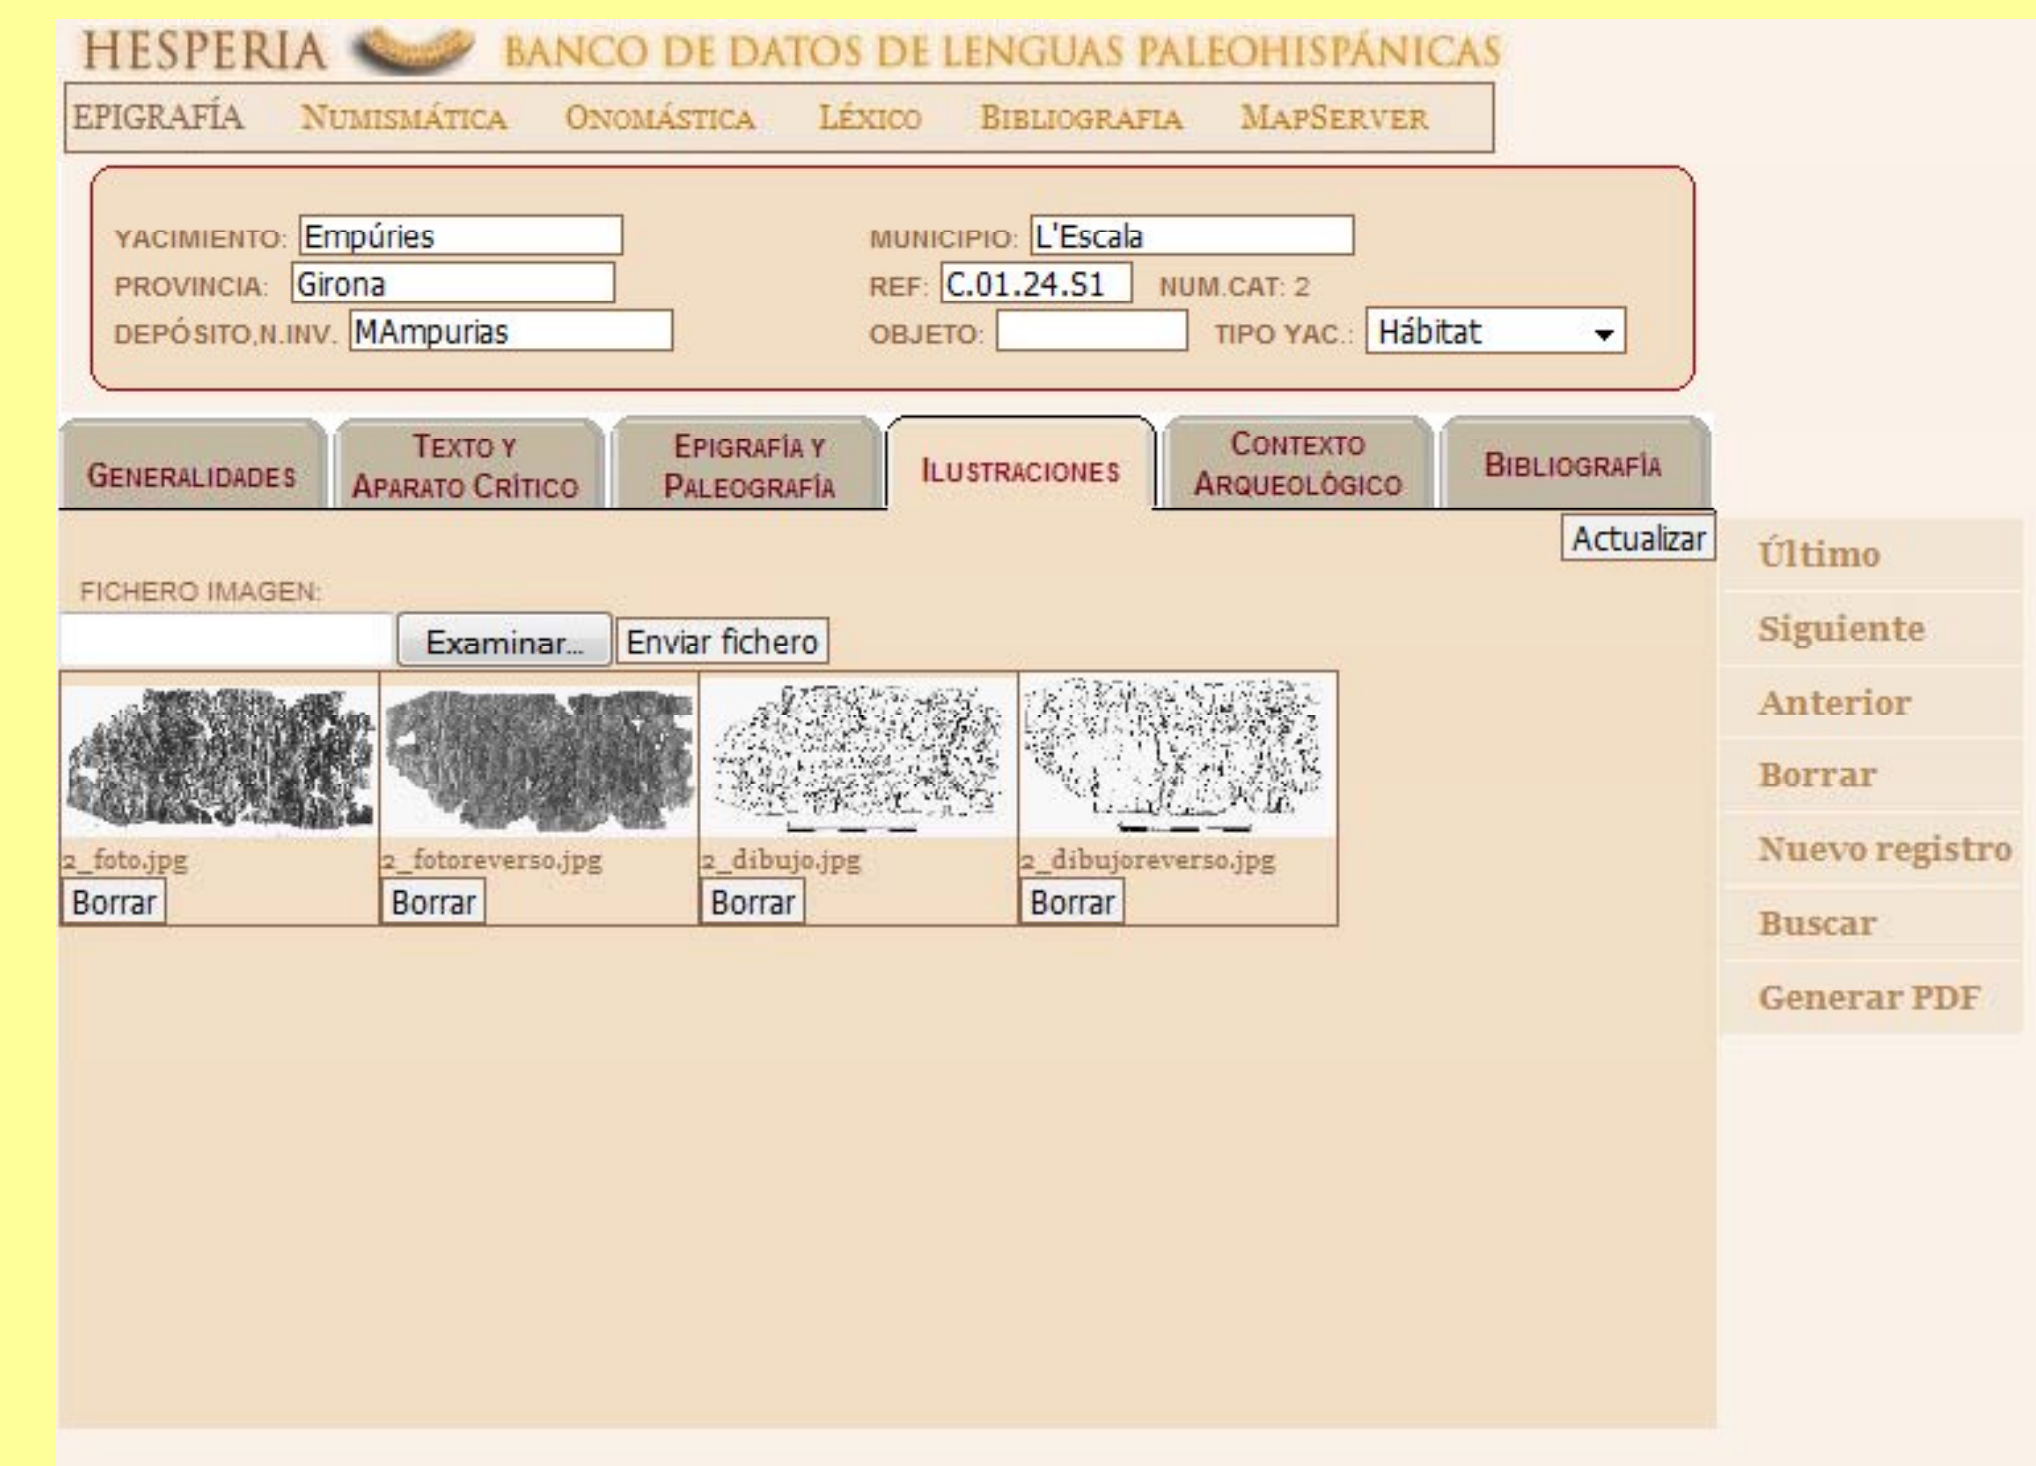 HESPERIA BANCO DE DATOS DE LENGUAS PALEOHISPÁNICAS
EPIGRAFÍA NUMISMÁTICA ONOMÁSTICA LÉXICO BIBLIOGRAFIA MAPSERVER
YACIMIENTO: Empúries MUNICIPIO: L'Escala
PROVINCIA: Girona REF: C.01.24.S1 NUM.CAT: 2
DEPÓSITO,N.INV. MAmpurias OBJETO: TIPO YAC.: Hábitat
GENERALIDADES
TEXTO Y
APARATO CRÍTICO
EPIGRAFÍA Y
PALEOGRAFÍA
ILUSTRACIONES
CONTEXTO
ARQUEOLÓGICO
BIBLIOGRAFÍA
Actualizar
FICHERO IMAGEN:
Examinar... Enviar fichero
2_foto.jpg 2_fotoreverso.jpg 2_dibujo.jpg 2_dibujoreverso.jpg
Borrar Borrar Borrar Borrar
Último
Siguiente
Anterior
Borrar
Nuevo registro
Buscar
Generar PDF